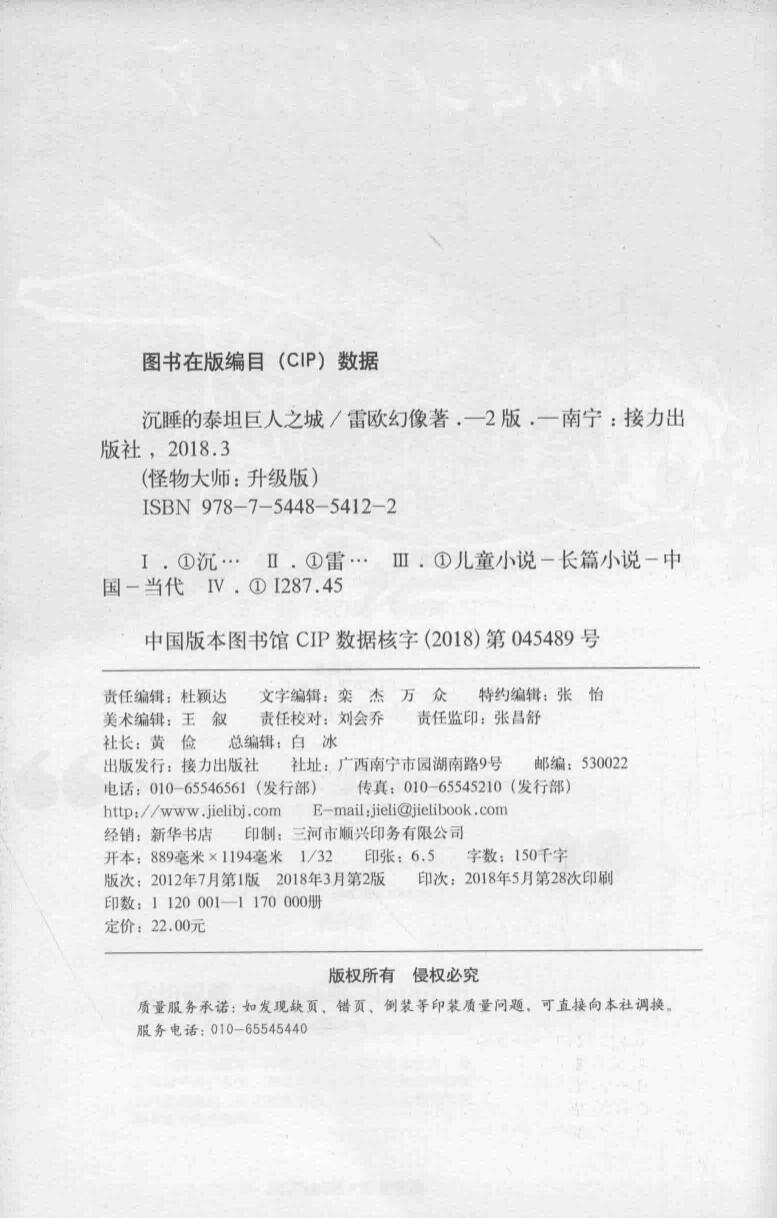 图书在版编目（CIP）数据
沉睡的泰坦巨人之城／雷欧幻像著．—2版．—南宁：接力出
版社，2018.3
(怪物大师：升级版)
ISBN 978-7-5448-5412-2
Ⅰ．①沉… Ⅱ．①雷… Ⅲ．①儿童小说－长篇小说－中
国－当代 Ⅳ．①I287.45
中国版本图书馆CIP数据核字(2018)第045489号
责任编辑：杜颖达 文字编辑：栾 杰 万 众 特约编辑：张 怡
美术编辑：王 叙 责任校对：刘会乔 责任监印：张昌舒
社长：黄 俭 总编辑：白 冰
出版发行：接力出版社 社址：广西南宁市园湖南路9号 邮编：530022
电话：010-65546561（发行部） 传真：010-65545210（发行部）
http://www.jielibj.com E-mail:jieli@jielibook.com
经销：新华书店 印制：三河市顺兴印务有限公司
开本：889毫米×1194毫米 1/32 印张：6.5 字数：150千字
版次：2012年7月第1版 2018年3月第2版 印次：2018年5月第28次印刷
印数：1 120 001—1 170 000册
定价：22.00元
版权所有 侵权必究
质量服务承诺：如发现缺页、错页、倒装等印装质量问题，可直接向本社调换。
服务电话：010-65545440